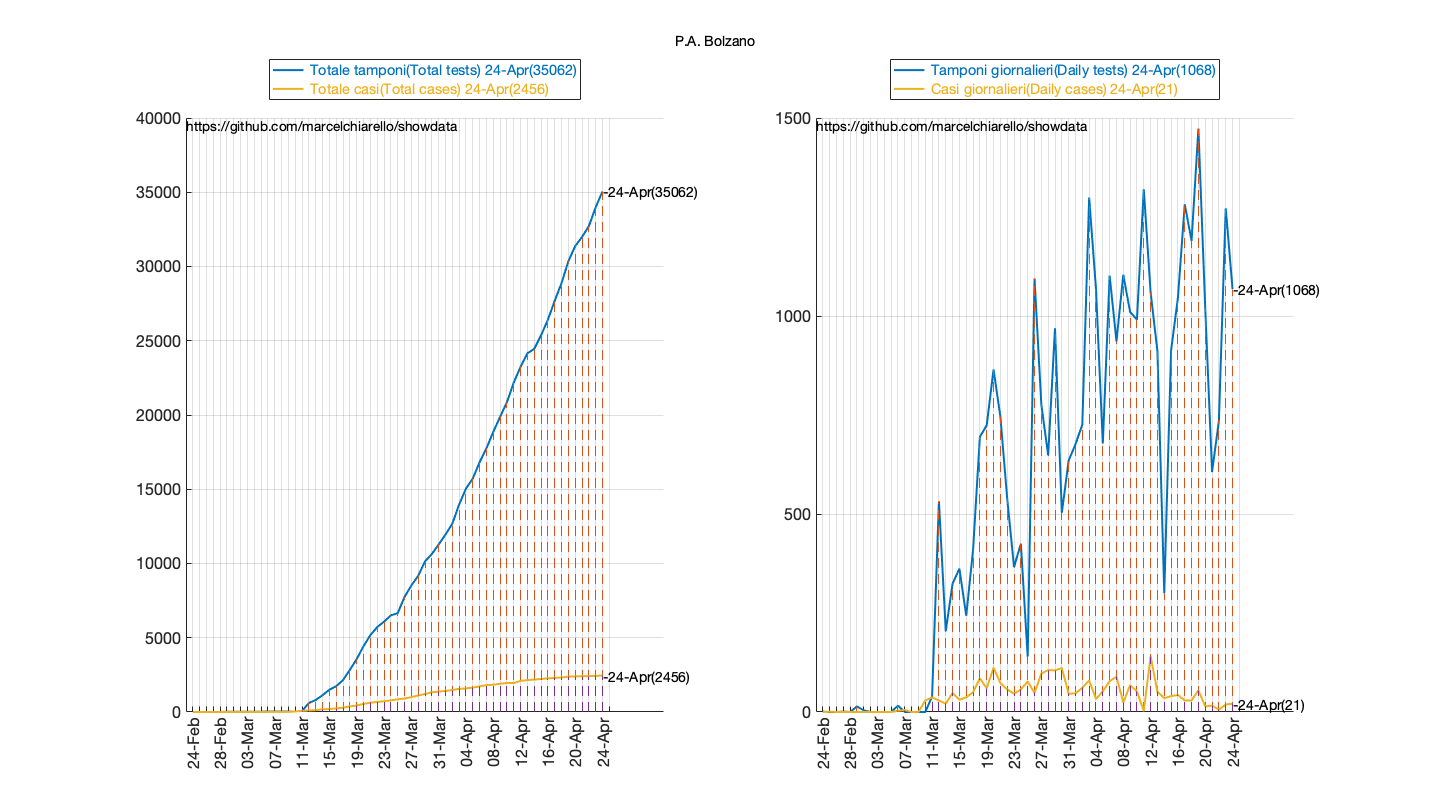 P.A. Bolzano
Totale tamponi(Total tests) 24-Apr(35062)
Totale casi(Total cases) 24-Apr(2456)
https://github.com/marcelchiarello/showdata
40000
35000
30000
25000
20000
15000
10000
5000
0
-24-Apr(35062)
-24-Apr(2456)
24-Feb
28-Feb
03-Mar
07-Mar
11-Mar
15-Mar
19-Mar
23-Mar
27-Mar
31-Mar
04-Apr
08-Apr
12-Apr
16-Apr
20-Apr
24-Apr
Tamponi giornalieri(Daily tests) 24-Apr(1068)
Casi giornalieri(Daily cases) 24-Apr(21)
https://github.com/marcelchiarello/showdata
1500
1000
500
0
-24-Apr(1068)
-24-Apr(21)
24-Feb
28-Feb
03-Mar
07-Mar
11-Mar
15-Mar
19-Mar
23-Mar
27-Mar
31-Mar
04-Apr
08-Apr
12-Apr
16-Apr
20-Apr
24-Apr